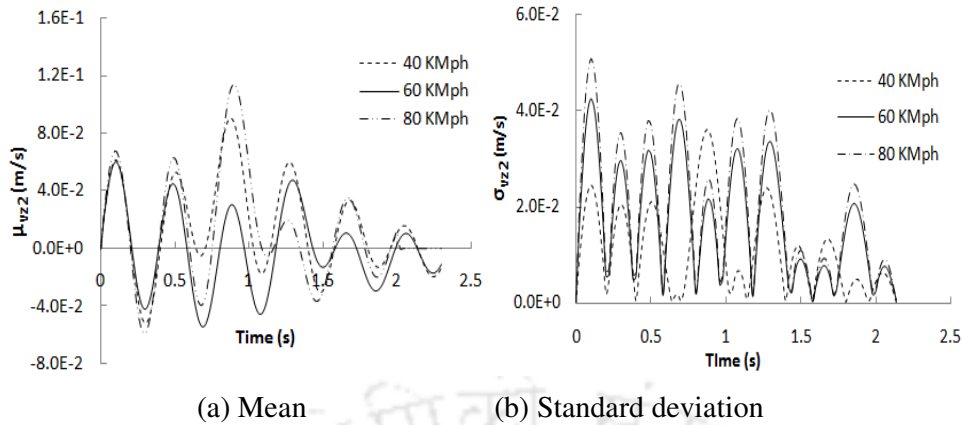 1.6E-1
1.2E-1
8.0E-2
4.0E-2
0.0E+0
-4.0E-2
-8.0E-2
μvz2 (m/s)
0
0.5
1
1.5
2
2.5
Time (s)
40 KMph
60 KMph
80 KMph
6.0E-2
4.0E-2
2.0E-2
0.0E+0
σvz2 (m/s)
0
0.5
1
1.5
2
2.5
TIme (s)
40 KMph
60 KMph
80 KMph
(a) Mean
(b) Standard deviation